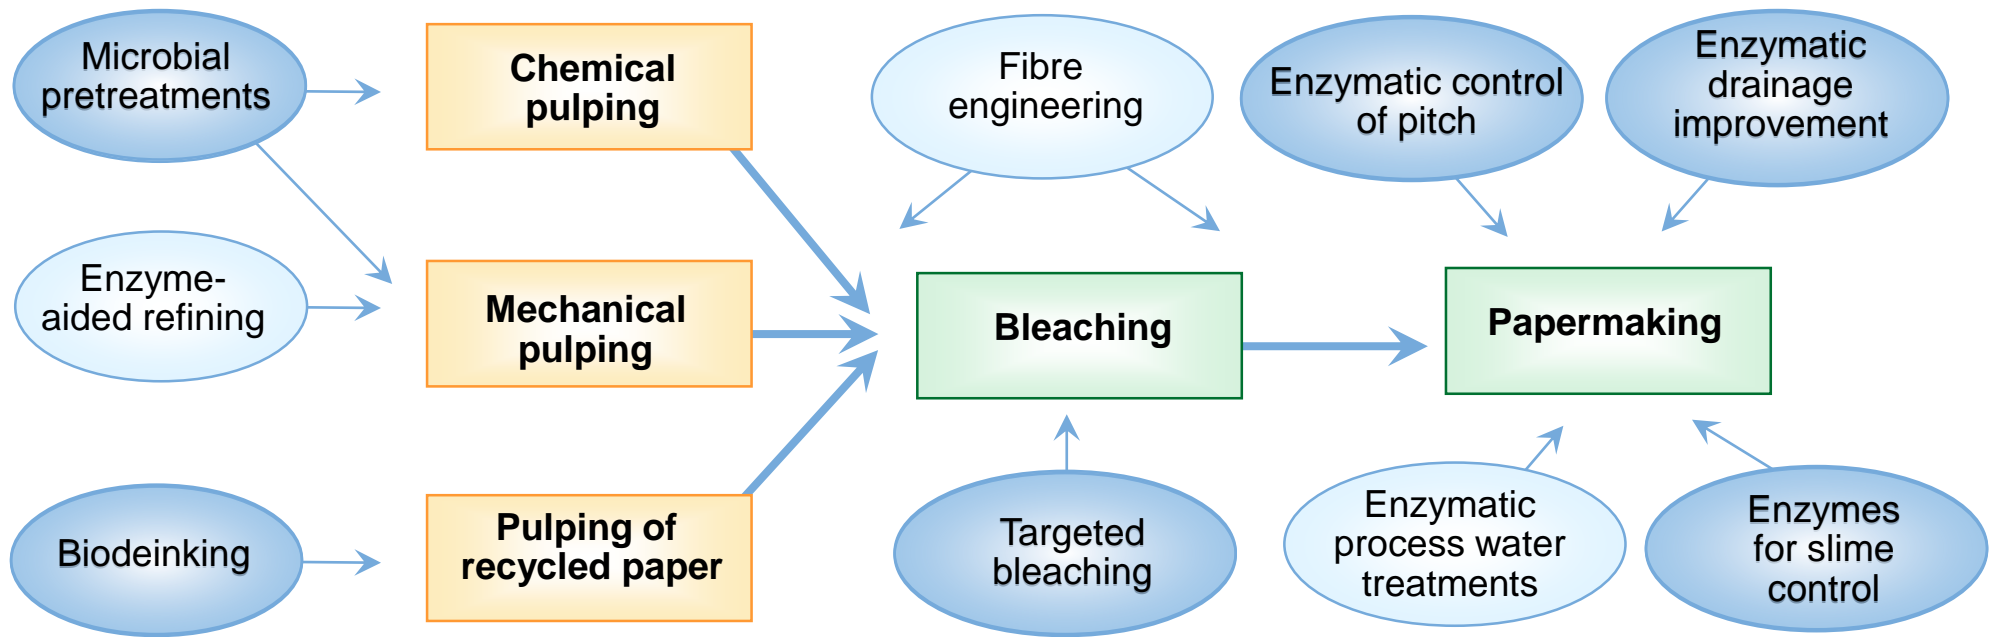 Microbial
pretreatments
Chemical
pulping
Fibre
engineering
Enzymatic control
of pitch
Enzymatic
drainage
improvement
Enzyme-
aided refining
Mechanical
pulping
Bleaching
Papermaking
Biodeinking
Pulping of
recycled paper
Targeted
bleaching
Enzymatic
process water
treatments
Enzymes
for slime
control